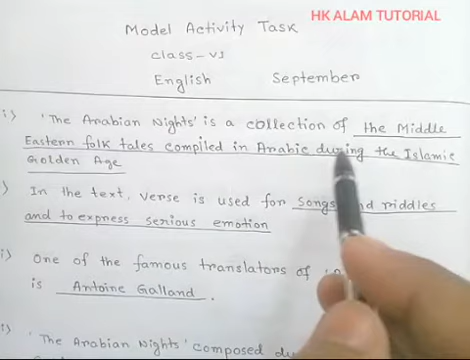 HK ALAM TUTORIAL
Model Activity Task
class-VI
English September
i) 'The Arabian Nights' is a collection of the Middle
Eastern folk tales compiled in Arabic during the Islamic
Golden Age
) In the text, verse is used for songs and riddles
and to express serious emotion
i) One of the famous translators of
is Antoine Galland.
i) 'The Arabian Nights' composed